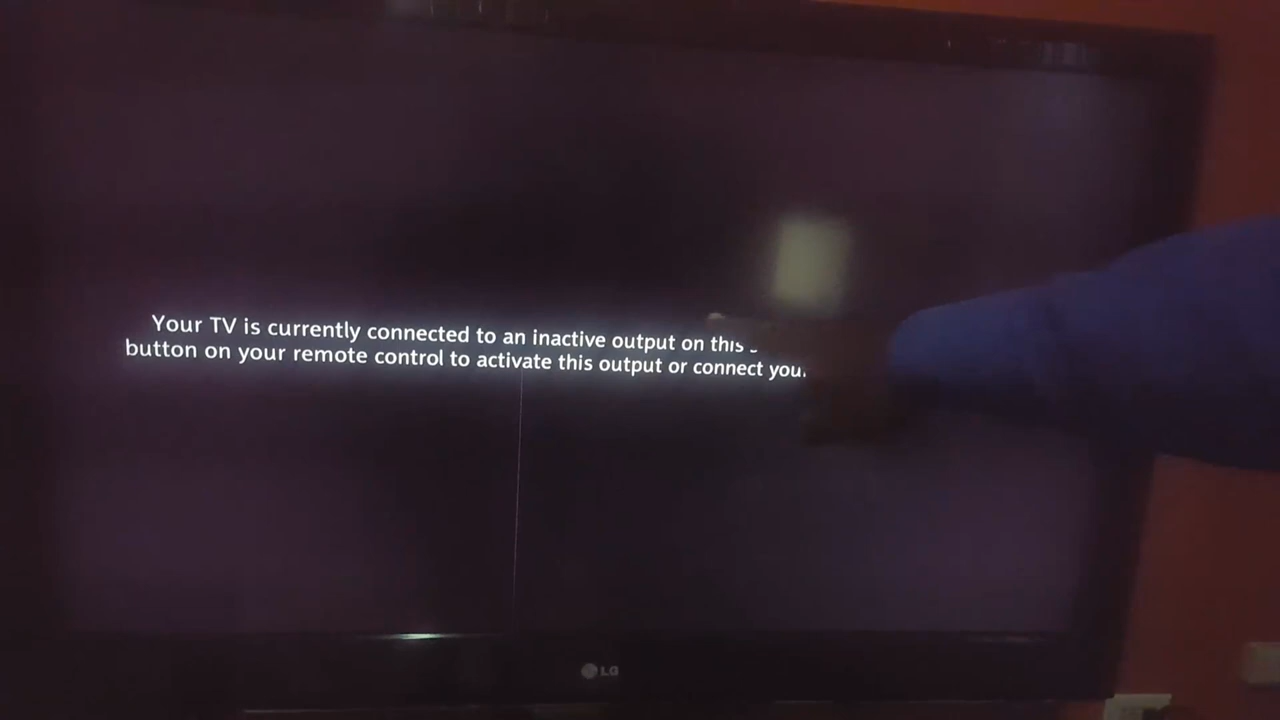 Your TV is currently connected to an inactive output on this
button on your remote control to activate this output or connect
LG